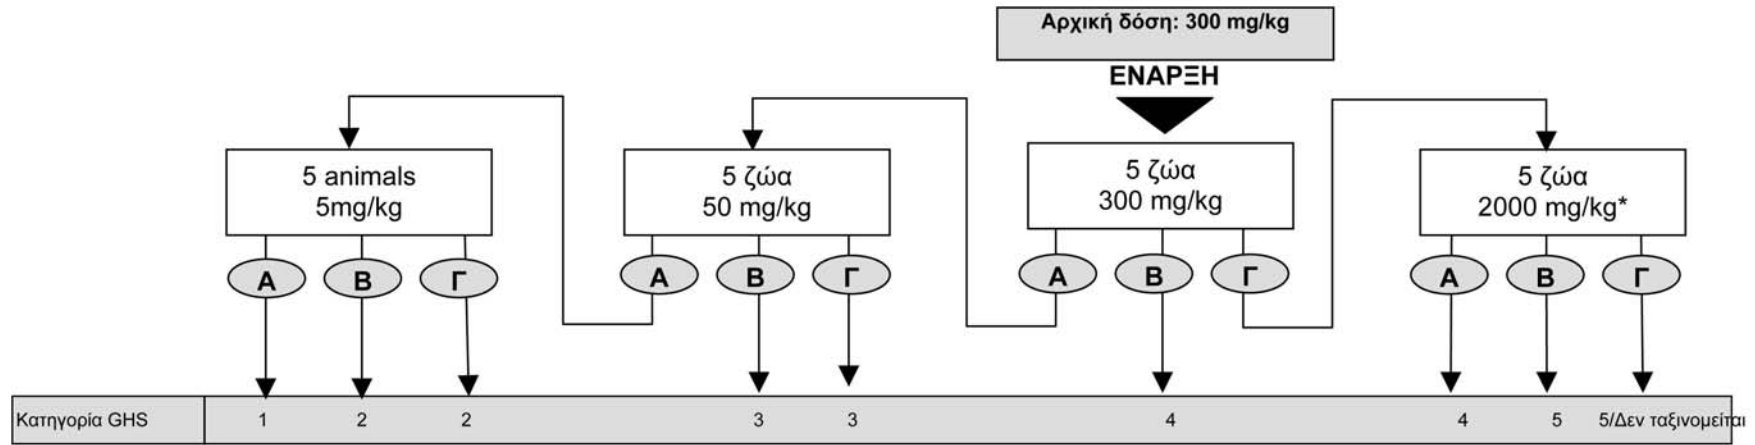 Αρχική δόση: 300 mg/kg
ΕΝΑΡΞΗ
5 animals
5mg/kg
5 ζώα
50 mg/kg
5 ζώα
300 mg/kg
5 ζώα
2000 mg/kg*
Α Β Γ Α Β Γ Α Β Γ Α Β Γ
Κατηγορία GHS 1 2 2 3 3 4 4 5 5/Δεν ταξινομείται